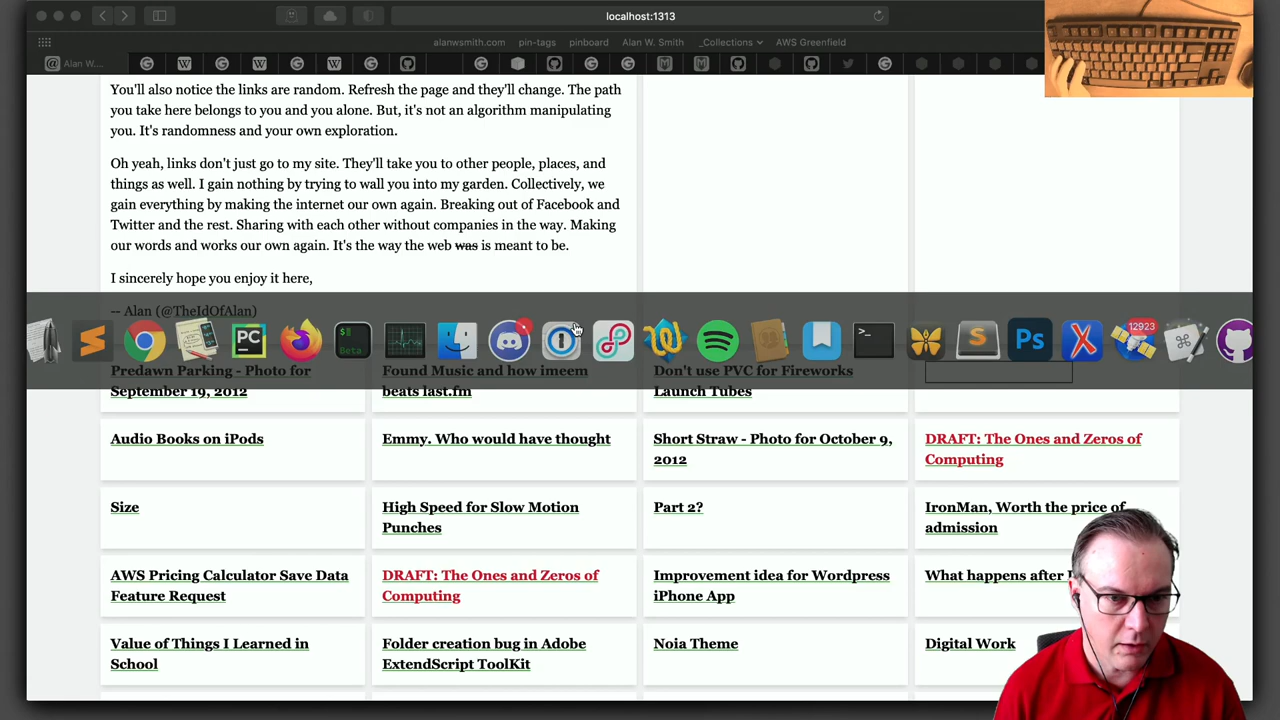 localhost:1313
alanwsmith.com pin-tags pinboard Alan W. Smith _Collections AWS Greenfield
Alan W....
You'll also notice the links are random. Refresh the page and they'll change. The path
you take here belongs to you and you alone. But, it's not an algorithm manipulating
you. It's randomness and your own exploration.
Oh yeah, links don't just go to my site. They'll take you to other people, places, and
things as well. I gain nothing by trying to wall you into my garden. Collectively, we
gain everything by making the internet our own again. Breaking out of Facebook and
Twitter and the rest. Sharing with each other without companies in the way. Making
our words and works our own again. It's the way the web was is meant to be.
I sincerely hope you enjoy it here,
-- Alan (@TheIdOfAlan)
PC
$
Beta
>_
S
Ps
X
12923
Predawn Parking - Photo for
September 19, 2012
Found Music and how imeem
beats last.fm
Don't use PVC for Fireworks
Launch Tubes
Audio Books on iPods
Emmy. Who would have thought
Short Straw - Photo for October 9,
2012
DRAFT: The Ones and Zeros of
Computing
Size
High Speed for Slow Motion
Punches
Part 2?
IronMan, Worth the price of
admission
AWS Pricing Calculator Save Data
Feature Request
DRAFT: The Ones and Zeros of
Computing
Improvement idea for Wordpress
iPhone App
What happens after
Value of Things I Learned in
School
Folder creation bug in Adobe
ExtendScript ToolKit
Noia Theme
Digital Work